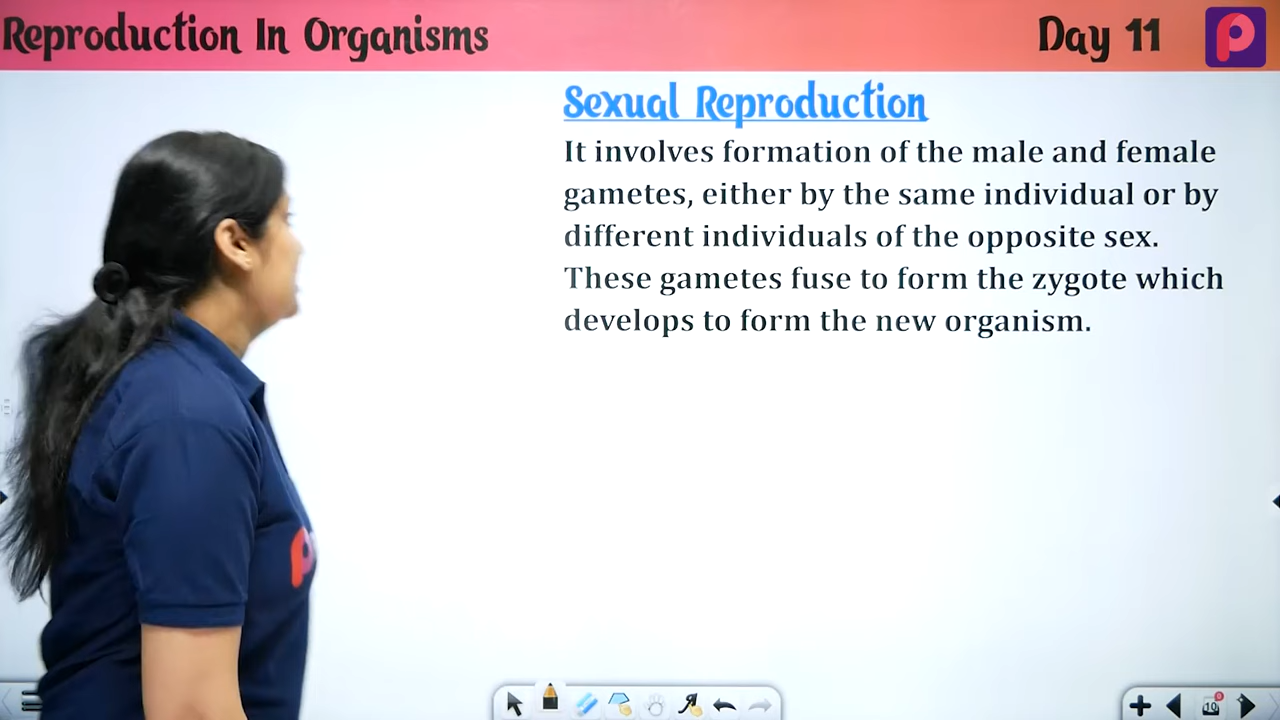 Reproduction In Organisms
Day 11
Sexual Reproduction
It involves formation of the male and female
gametes, either by the same individual or by
different individuals of the opposite sex.
These gametes fuse to form the zygote which
develops to form the new organism.
10